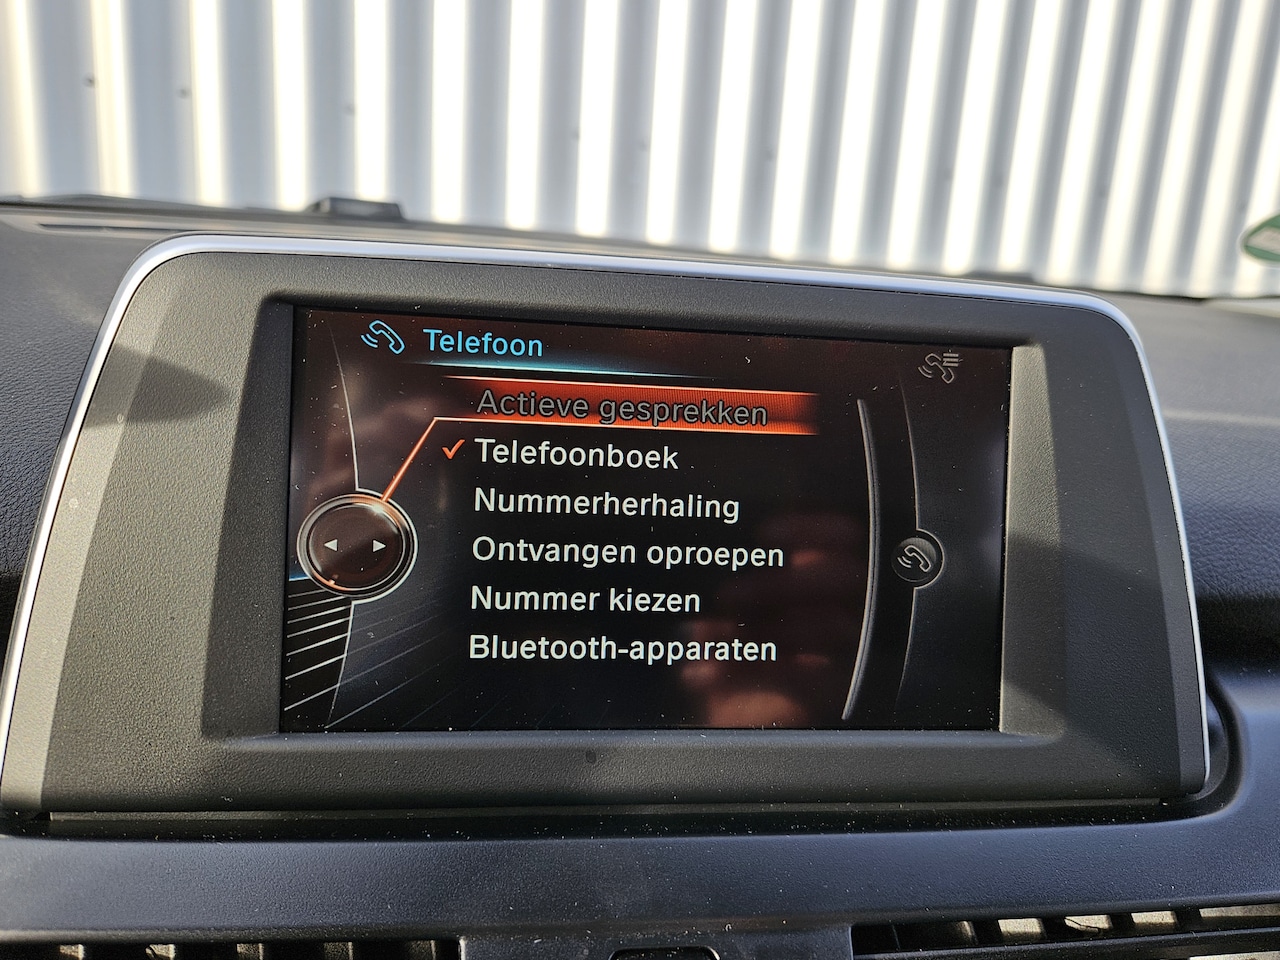 Telefoon
Actieve gesprekken
Telefoonboek
Nummerherhaling
Ontvangen oproepen
Nummer kiezen
Bluetooth-apparaten